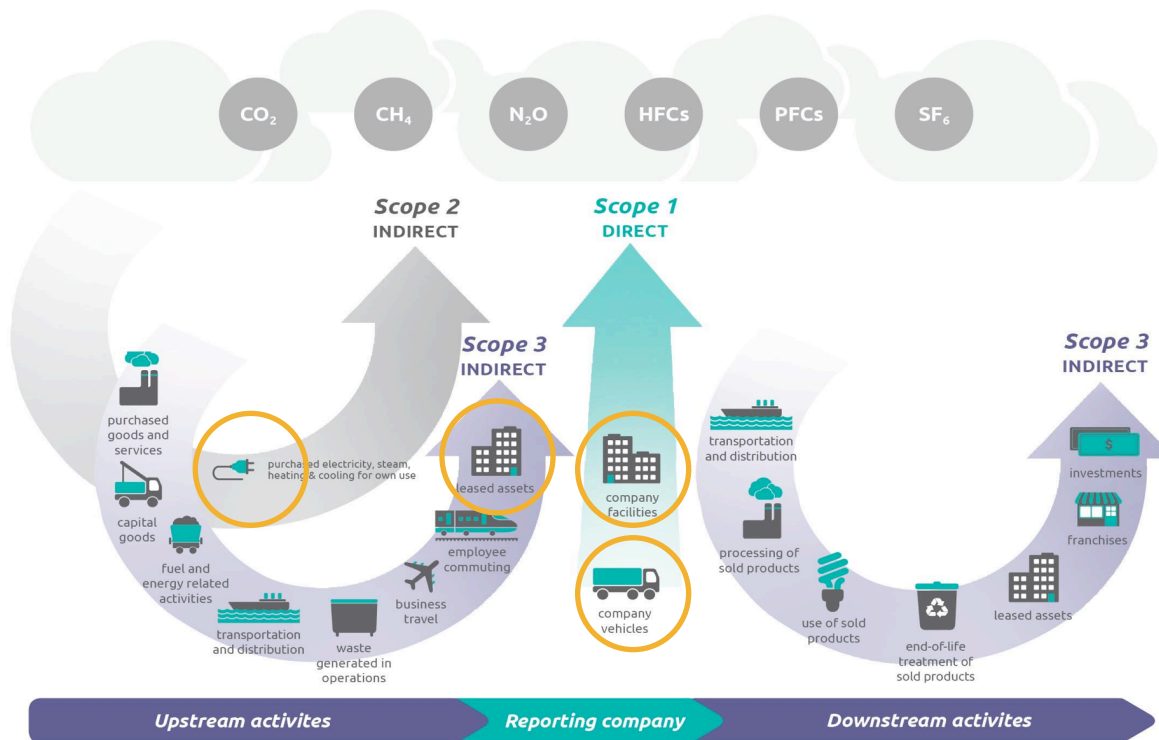 CO₂
CH₄
N₂O
HFCs
PFCs
SF₆
Scope 2
INDIRECT
Scope 1
DIRECT
Scope 3
INDIRECT
Scope 3
INDIRECT
purchased
goods and
services
capital
goods
fuel and
energy related
activities
purchased electricity, steam,
heating & cooling for own use
transportation
and distribution
waste
generated in
operations
business
travel
employee
commuting
leased assets
company
facilities
company
vehicles
transportation
and distribution
processing of
sold products
use of sold
products
end-of-life
treatment of
sold products
leased assets
franchises
$
investments
Upstream activites
Reporting company
Downstream activites